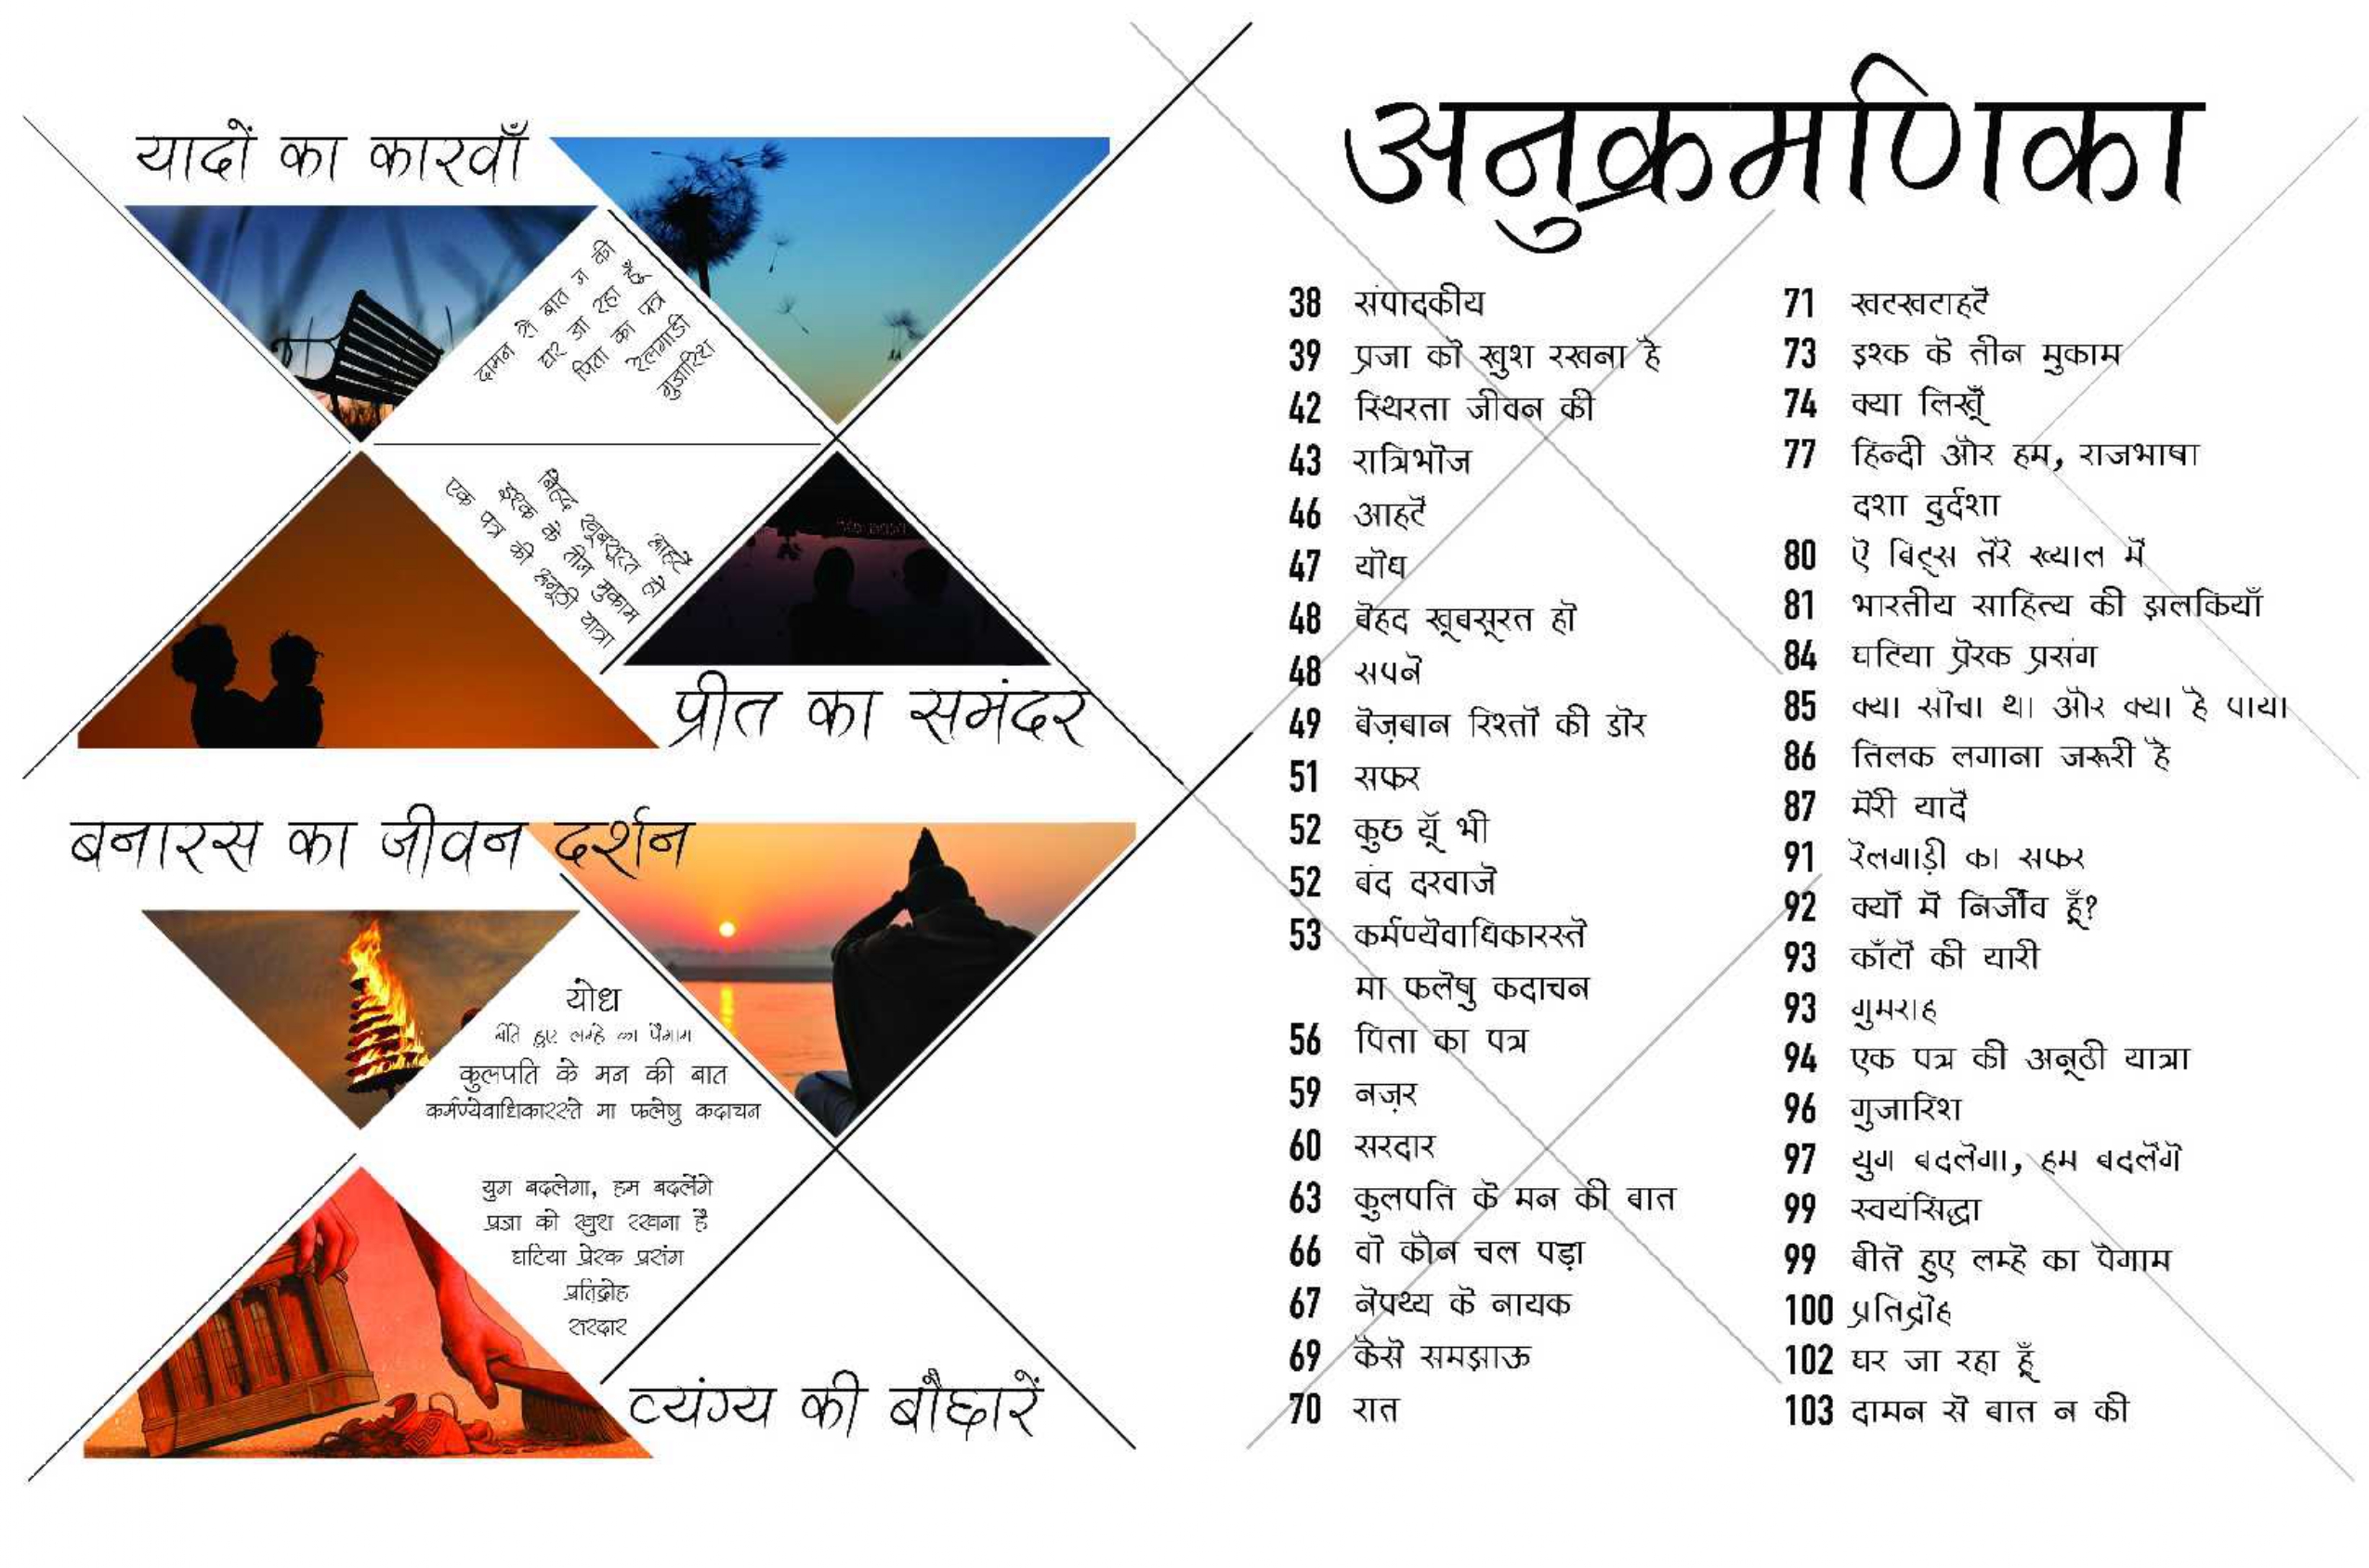 यादों का कारवाँ
दामन से बात न की
घर जा रहा हूँ
पिता का पत्र
रेलगाडी
गुज़ारिश
आहटें
बेहद खूबसूरत हो
इश्क के तीन मुकाम
एक पत्र की अनूठी यात्रा
प्रीत का समंदर
बनारस का जीवन दर्शन
योध
बीते हुए लम्हे का पैगाम
कुलपति के मन की बात
कर्मण्येवाधिकारस्ते मा फलेषु कदाचन
युग बदलेगा, हम बदलेंगे
प्रजा को खुश रखना है
घटिया प्रेरक प्रसंग
प्रतिद्रोह
सरदार
व्यंग्य की बौछारें
अनुक्रमणिका
38 संपादकीय
39 प्रजा को खुश रखना है
42 स्थिरता जीवन की
43 रात्रिभोज
46 आहटें
47 योध
48 बेहद खूबसूरत हो
48 सपने
49 बेज़बान रिश्तों की डोर
51 सफर
52 कुछ यूँ भी
52 बंद दरवाजे
53 कर्मण्येवाधिकारस्ते
मा फलेषु कदाचन
56 पिता का पत्र
59 नज़र
60 सरदार
63 कुलपति के मन की बात
66 वो कौन चल पड़ा
67 नेपथ्य के नायक
69 कैसे समझाऊ
70 रात
71 खटखटाहटें
73 इश्क के तीन मुकाम
74 क्या लिखूँ
77 हिन्दी और हम, राजभाषा
दशा दुर्दशा
80 ऐ बिट्स तेरे ख्याल में
81 भारतीय साहित्य की झलकियाँ
84 घटिया प्रेरक प्रसंग
85 क्या सोचा था और क्या है पाया
86 तिलक लगाना जरूरी है
87 मेरी यादें
91 रेलगाड़ी का सफर
92 क्यों मैं निर्जीव हूँ?
93 काँटों की यारी
93 गुमराह
94 एक पत्र की अनूठी यात्रा
96 गुजारिश
97 युग बदलेगा, हम बदलेंगे
99 स्वयंसिद्धा
99 बीते हुए लम्हे का पैगाम
100 प्रतिद्रोह
102 घर जा रहा हूँ
103 दामन से बात न की